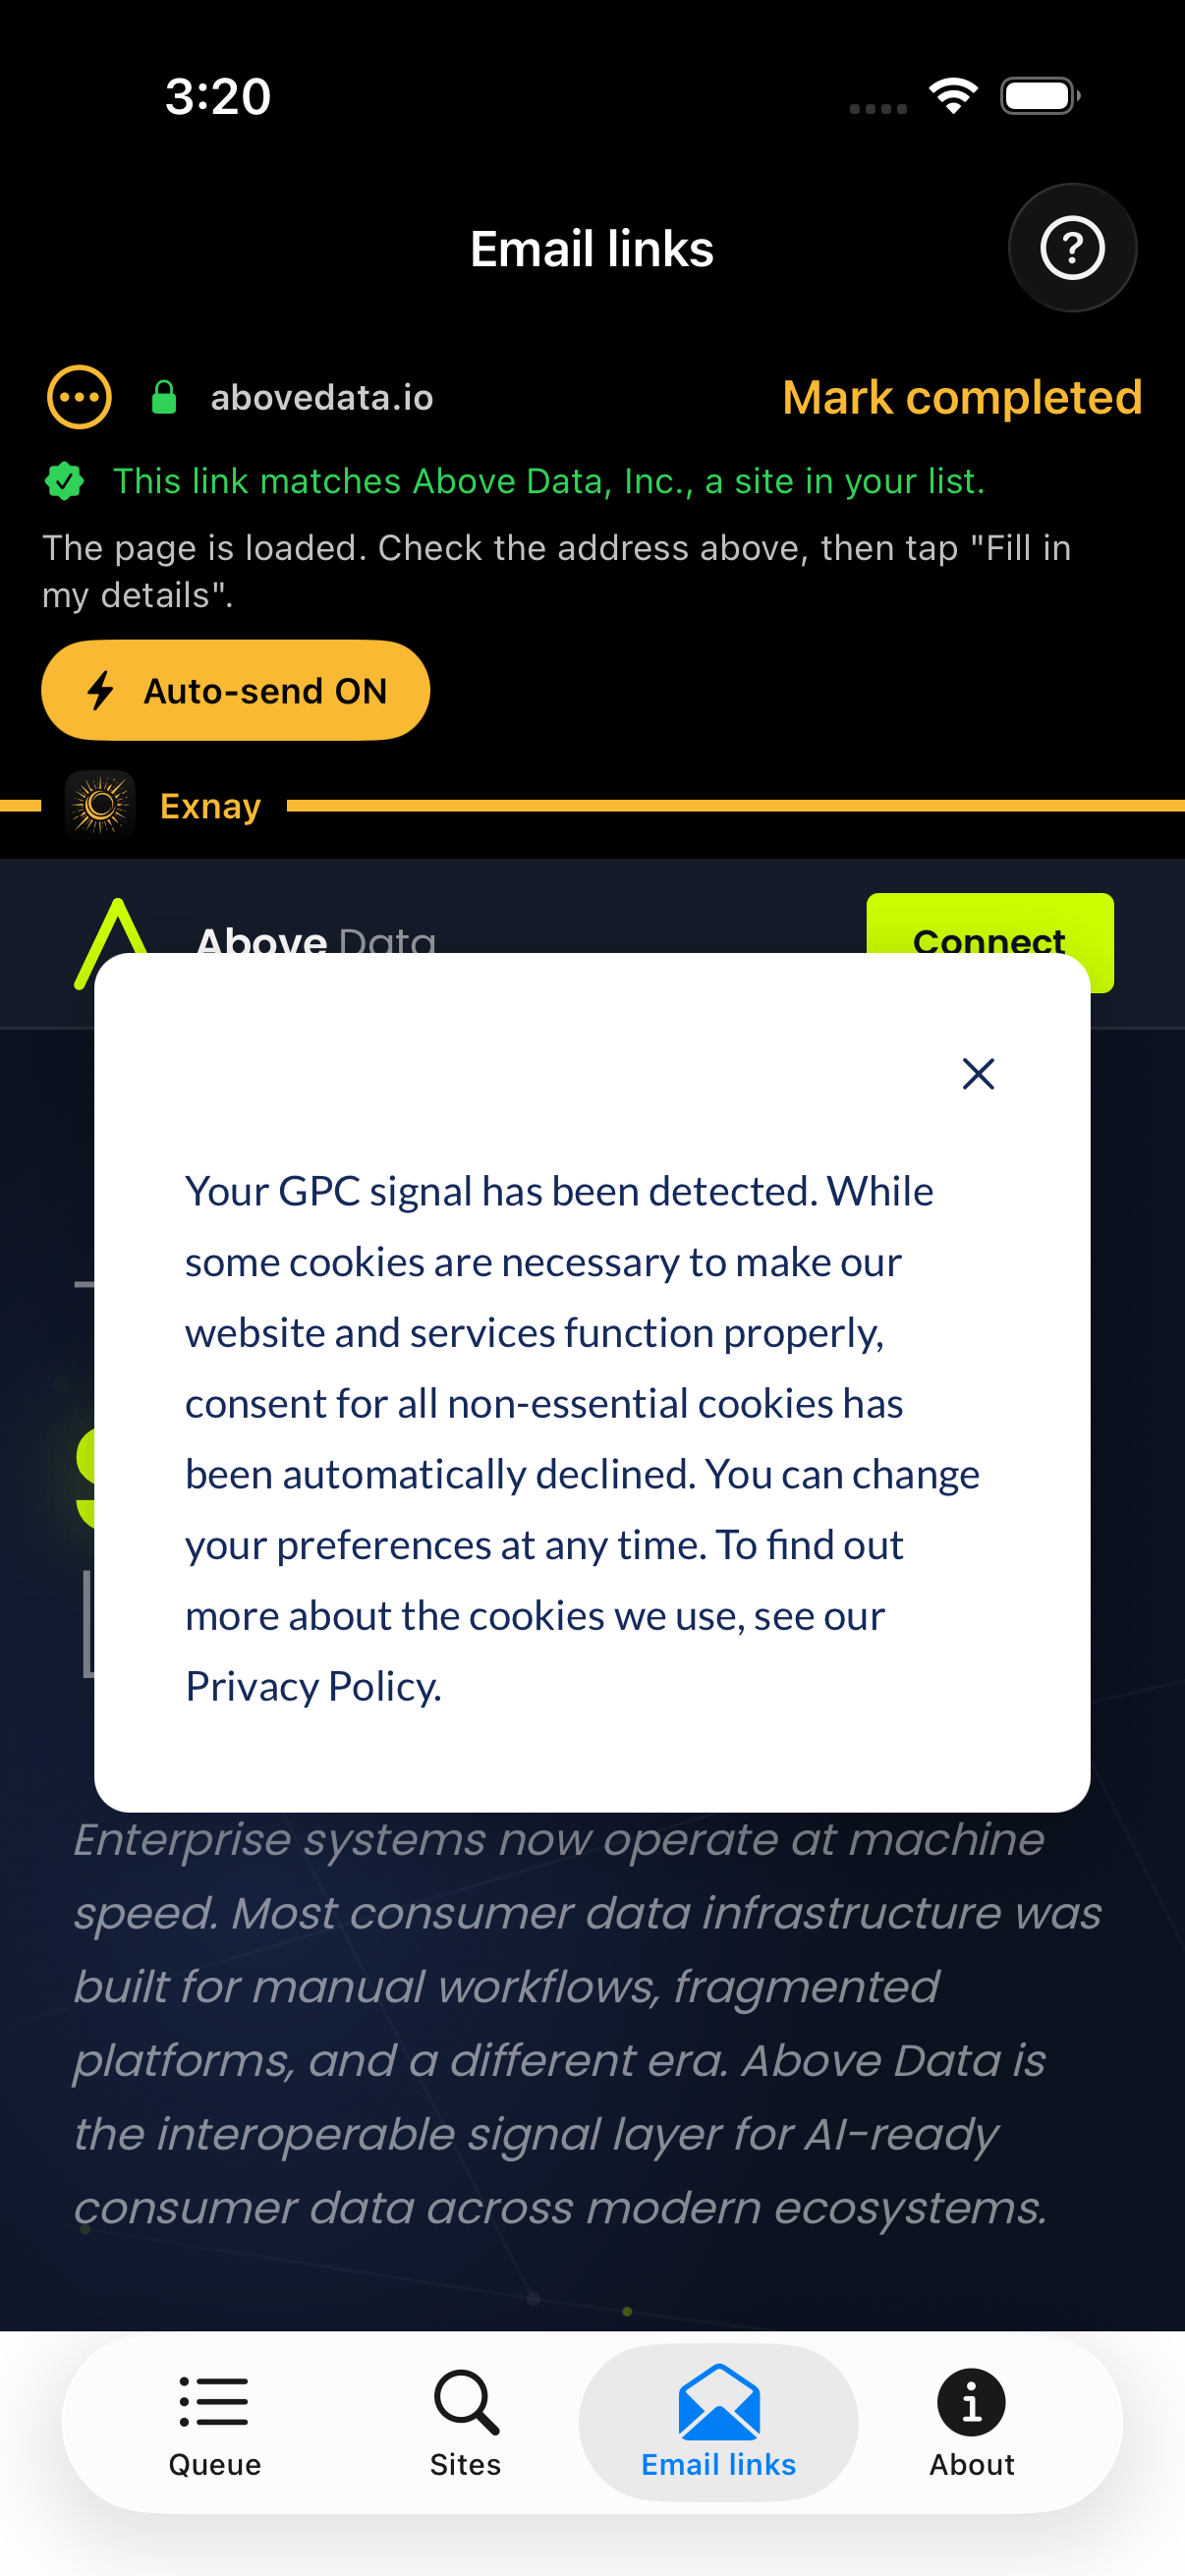 3:20
Email links
abovedata.io
Mark completed
This link matches Above Data, Inc., a site in your list.
The page is loaded. Check the address above, then tap "Fill in
my details".
Auto-send ON
Exnay
Above Data
Connect
Your GPC signal has been detected. While
some cookies are necessary to make our
website and services function properly,
consent for all non-essential cookies has
been automatically declined. You can change
your preferences at any time. To find out
more about the cookies we use, see our
Privacy Policy.
Enterprise systems now operate at machine
speed. Most consumer data infrastructure was
built for manual workflows, fragmented
platforms, and a different era. Above Data is
the interoperable signal layer for AI-ready
consumer data across modern ecosystems.
Queue
Sites
Email links
About